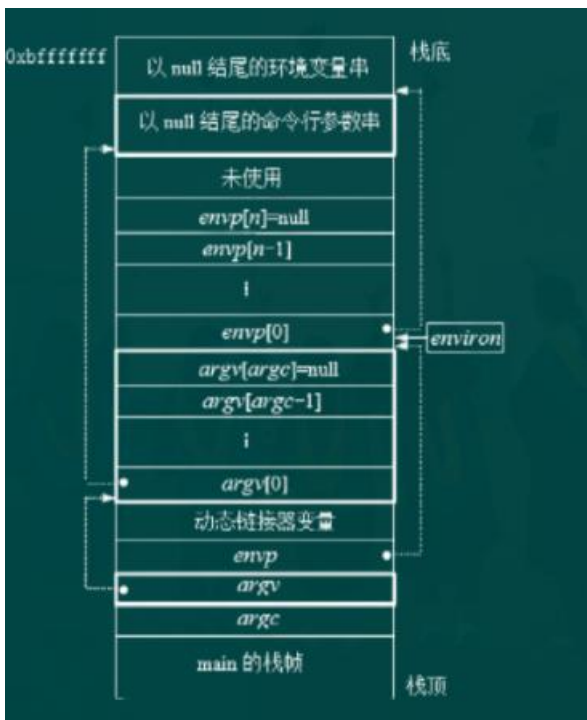 0xbfffffff
栈底
以 null 结尾的环境变量串
以 null 结尾的命令行参数串
未使用
envp[n]=null
envp[n-1]
⋮
envp[0]
environ
argv[argc]=null
argv[argc-1]
⋮
argv[0]
动态链接器变量
envp
argv
argc
main 的栈帧
栈顶